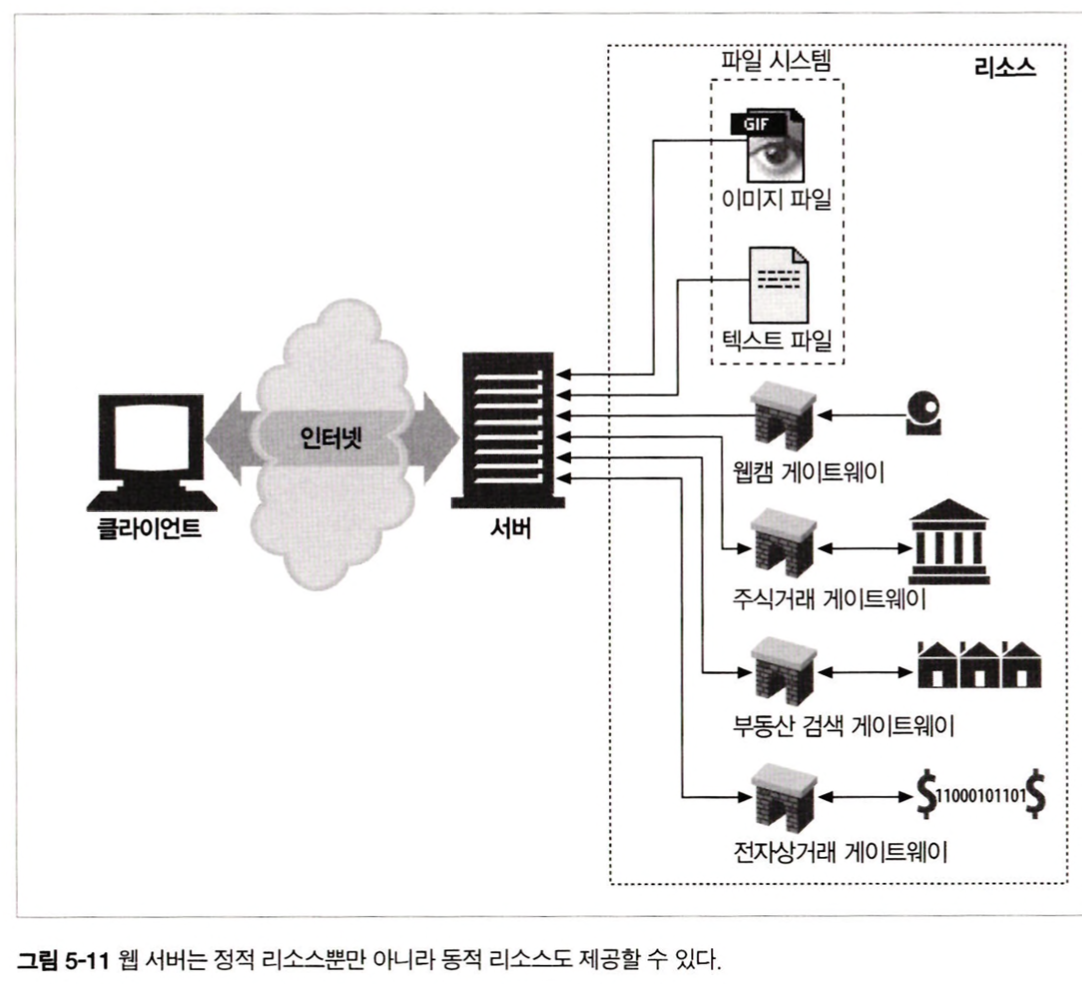 파일 시스템
리소스
GIF
이미지 파일
텍스트 파일
인터넷
클라이언트
서버
웹캠 게이트웨이
주식거래 게이트웨이
부동산 검색 게이트웨이
$11000101101$
전자상거래 게이트웨이
그림 5-11 웹 서버는 정적 리소스뿐만 아니라 동적 리소스도 제공할 수 있다.